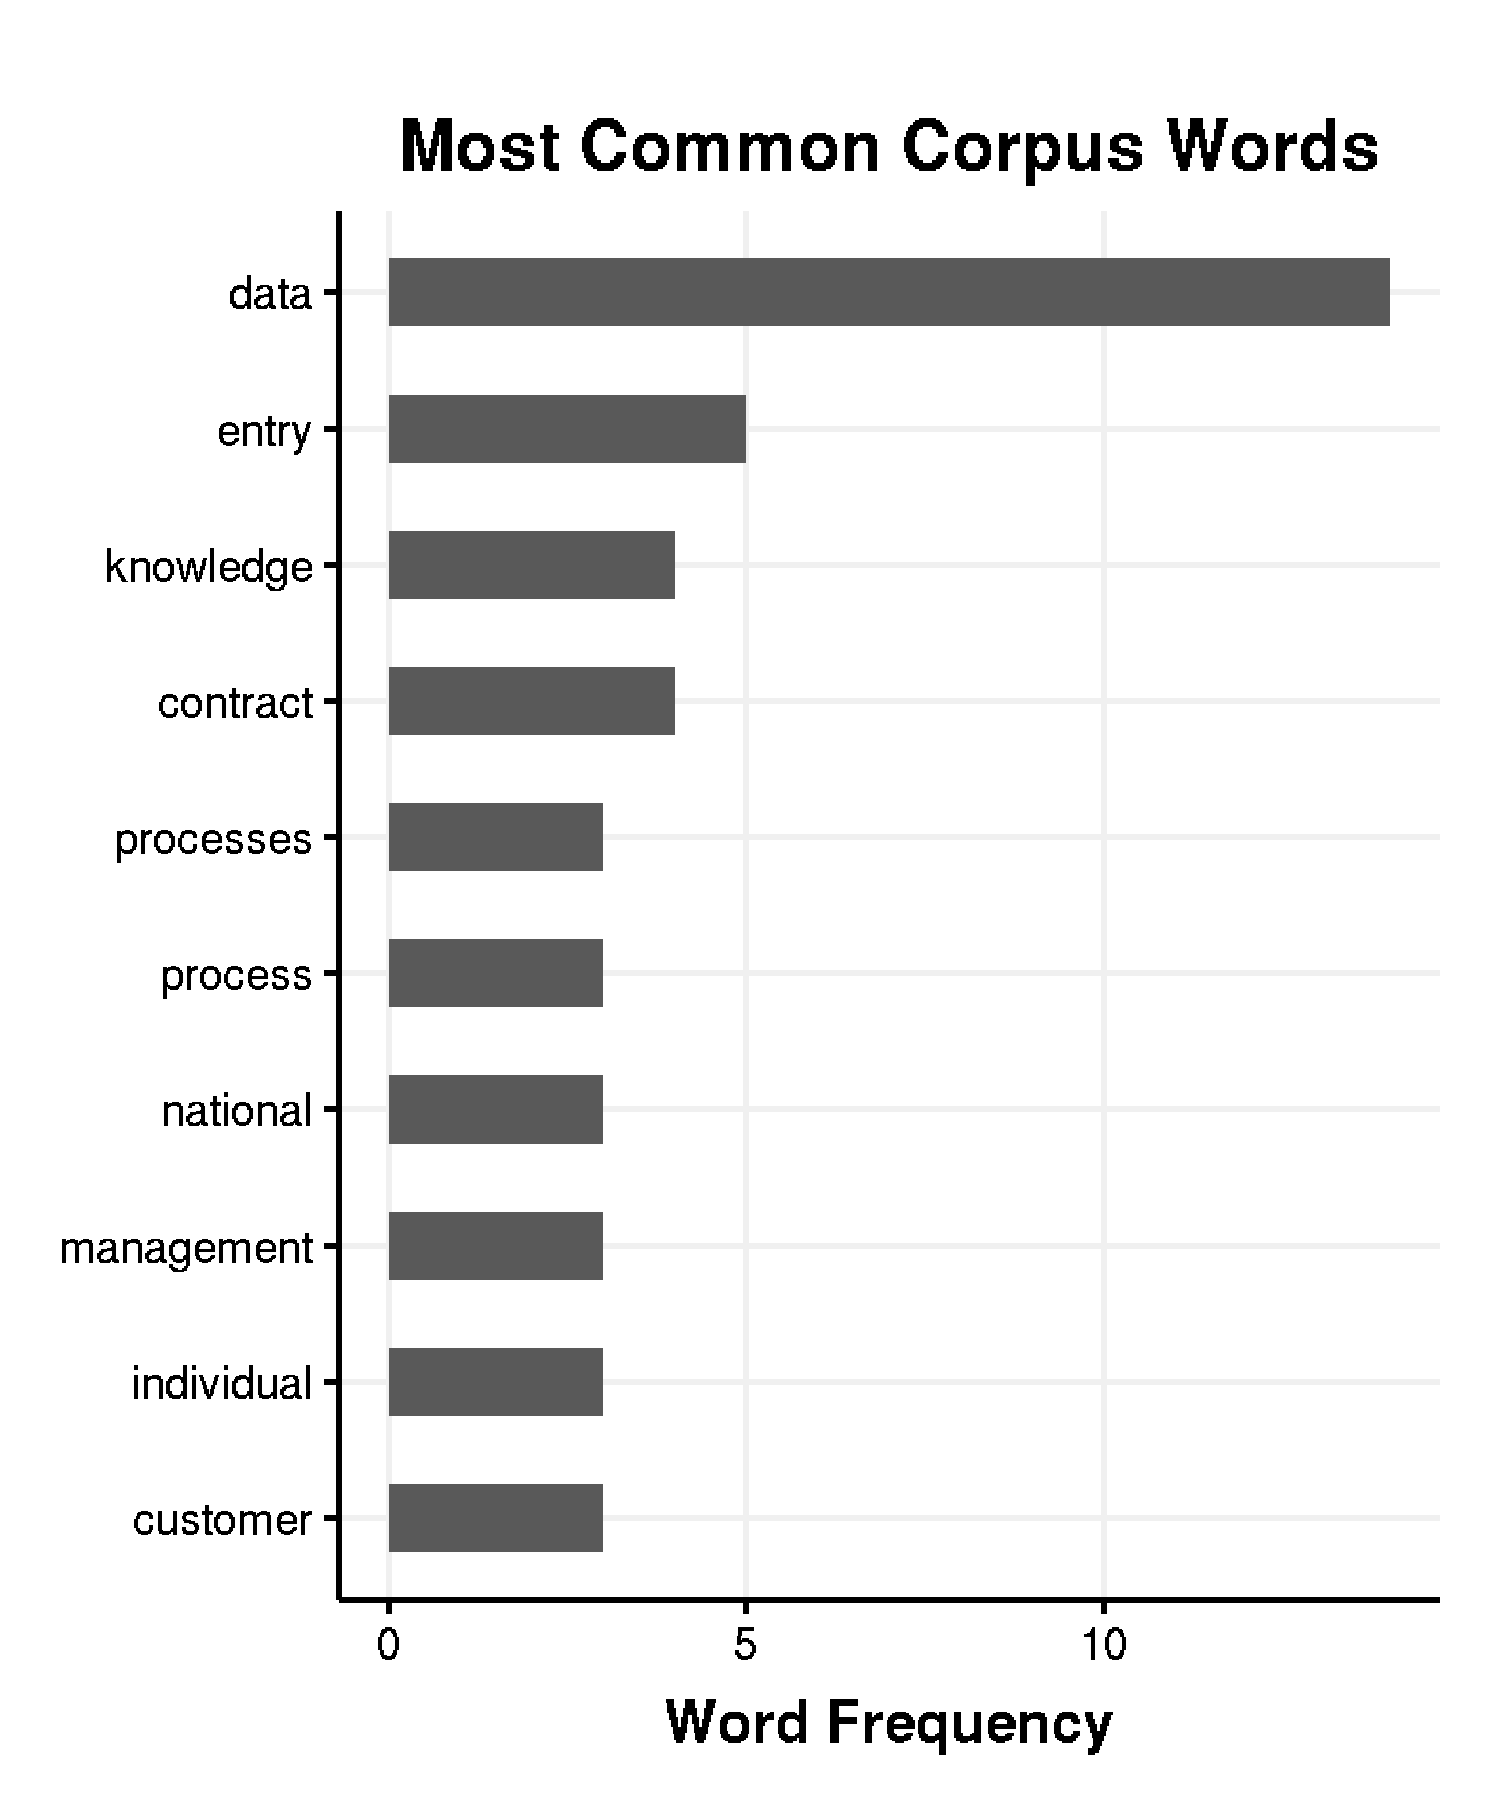 Most Common Corpus Words
data
entry
knowledge
contract
processes
process
national
management
individual
customer
0 5 10
Word Frequency